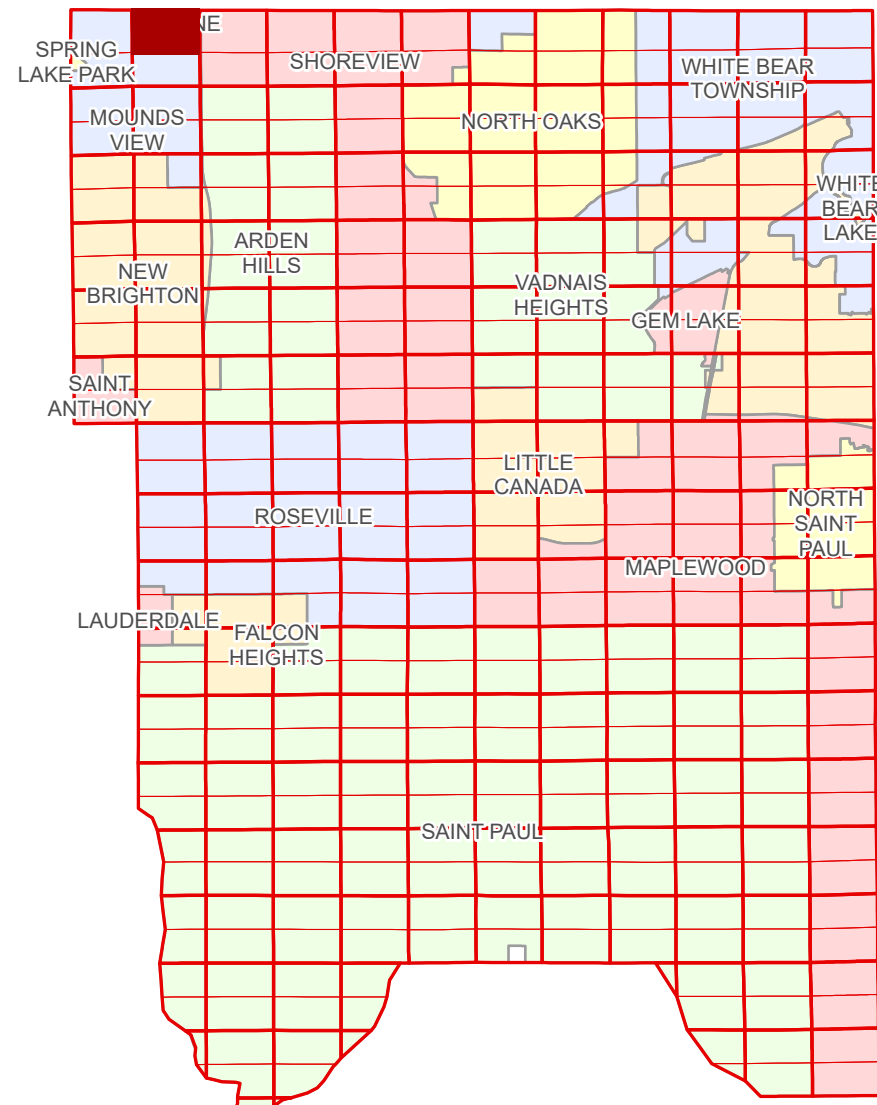 NE
SPRING
LAKE PARK
SHOREVIEW
WHITE BEAR
TOWNSHIP
MOUNDS
VIEW
NORTH OAKS
WHITE
BEAR
LAKE
ARDEN
HILLS
NEW
BRIGHTON
VADNAIS
HEIGHTS
GEM LAKE
SAINT
ANTHONY
LITTLE
CANADA
NORTH
SAINT
PAUL
ROSEVILLE
MAPLEWOOD
LAUDERDALE
FALCON
HEIGHTS
SAINT PAUL